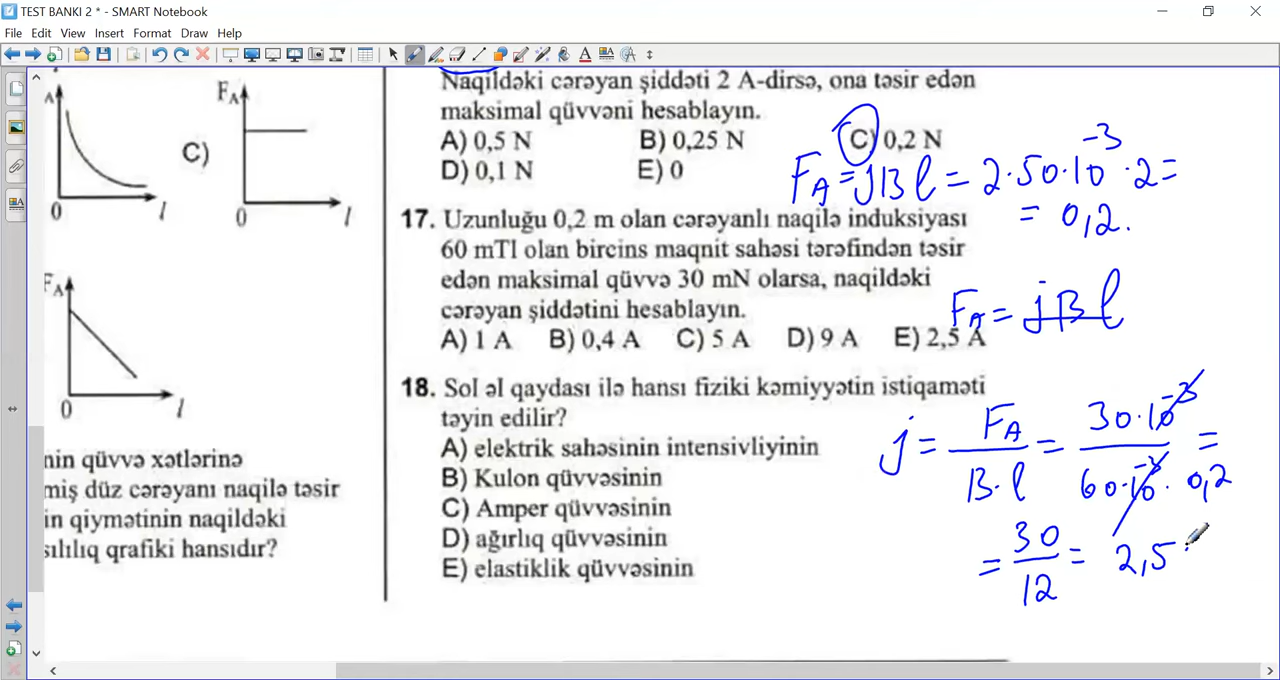 TEST BANKI 2 * - SMART Notebook
File Edit View Insert Format Draw Help
A
0
l
C)
F_A
0
l
F_A
0
l
nin qüvvə xətlərinə
miş düz cərəyanı naqilə təsir
in qiymətinin naqildəki
sılılıq qrafiki hansıdır?
Naqildəki cərəyan şiddəti 2 A-dirsə, ona təsir edən
maksimal qüvvəni hesablayın.
A) 0,5 N B) 0,25 N C) 0,2 N
D) 0,1 N E) 0
F_A = jBl = 2·50·10^-3·2 =
= 0,2.
17. Uzunluğu 0,2 m olan cərəyanlı naqilə induksiyası
60 mTl olan bircins maqnit sahəsi tərəfindən təsir
edən maksimal qüvvə 30 mN olarsa, naqildəki
cərəyan şiddətini hesablayın.
A) 1 A B) 0,4 A C) 5 A D) 9 A E) 2,5 A
F_A = jBl
18. Sol əl qaydası ilə hansı fiziki kəmiyyətin istiqaməti
təyin edilir?
A) elektrik sahəsinin intensivliyinin
B) Kulon qüvvəsinin
C) Amper qüvvəsinin
D) ağırlıq qüvvəsinin
E) elastiklik qüvvəsinin
j = F_A / B·l = 30·10^-3 / 60·10^-3·0,2 =
= 30/12 = 2,5